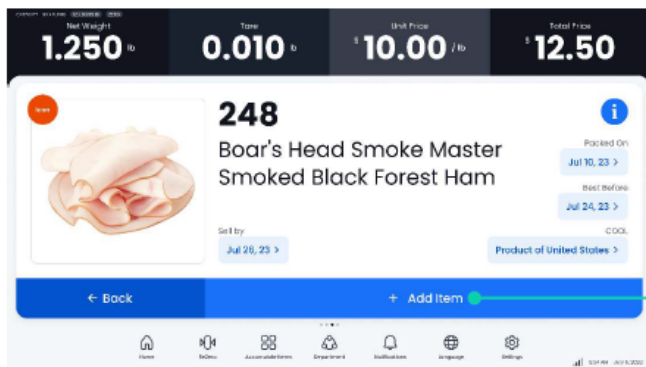 Net Weight
1.250 lb
Tare
0.010 lb
Unit Price
$ 10.00 / lb
Total Price
$ 12.50
248
Boar's Head Smoke Master
Smoked Black Forest Ham
i
Packed On
Jul 10, 23 >
Best Before
Jul 24, 23 >
Sell by
Jul 26, 23 >
COOL
Product of United States >
← Back
+ Add Item
Home
ReZero
Accumulate Items
Department
Notifications
Language
Settings